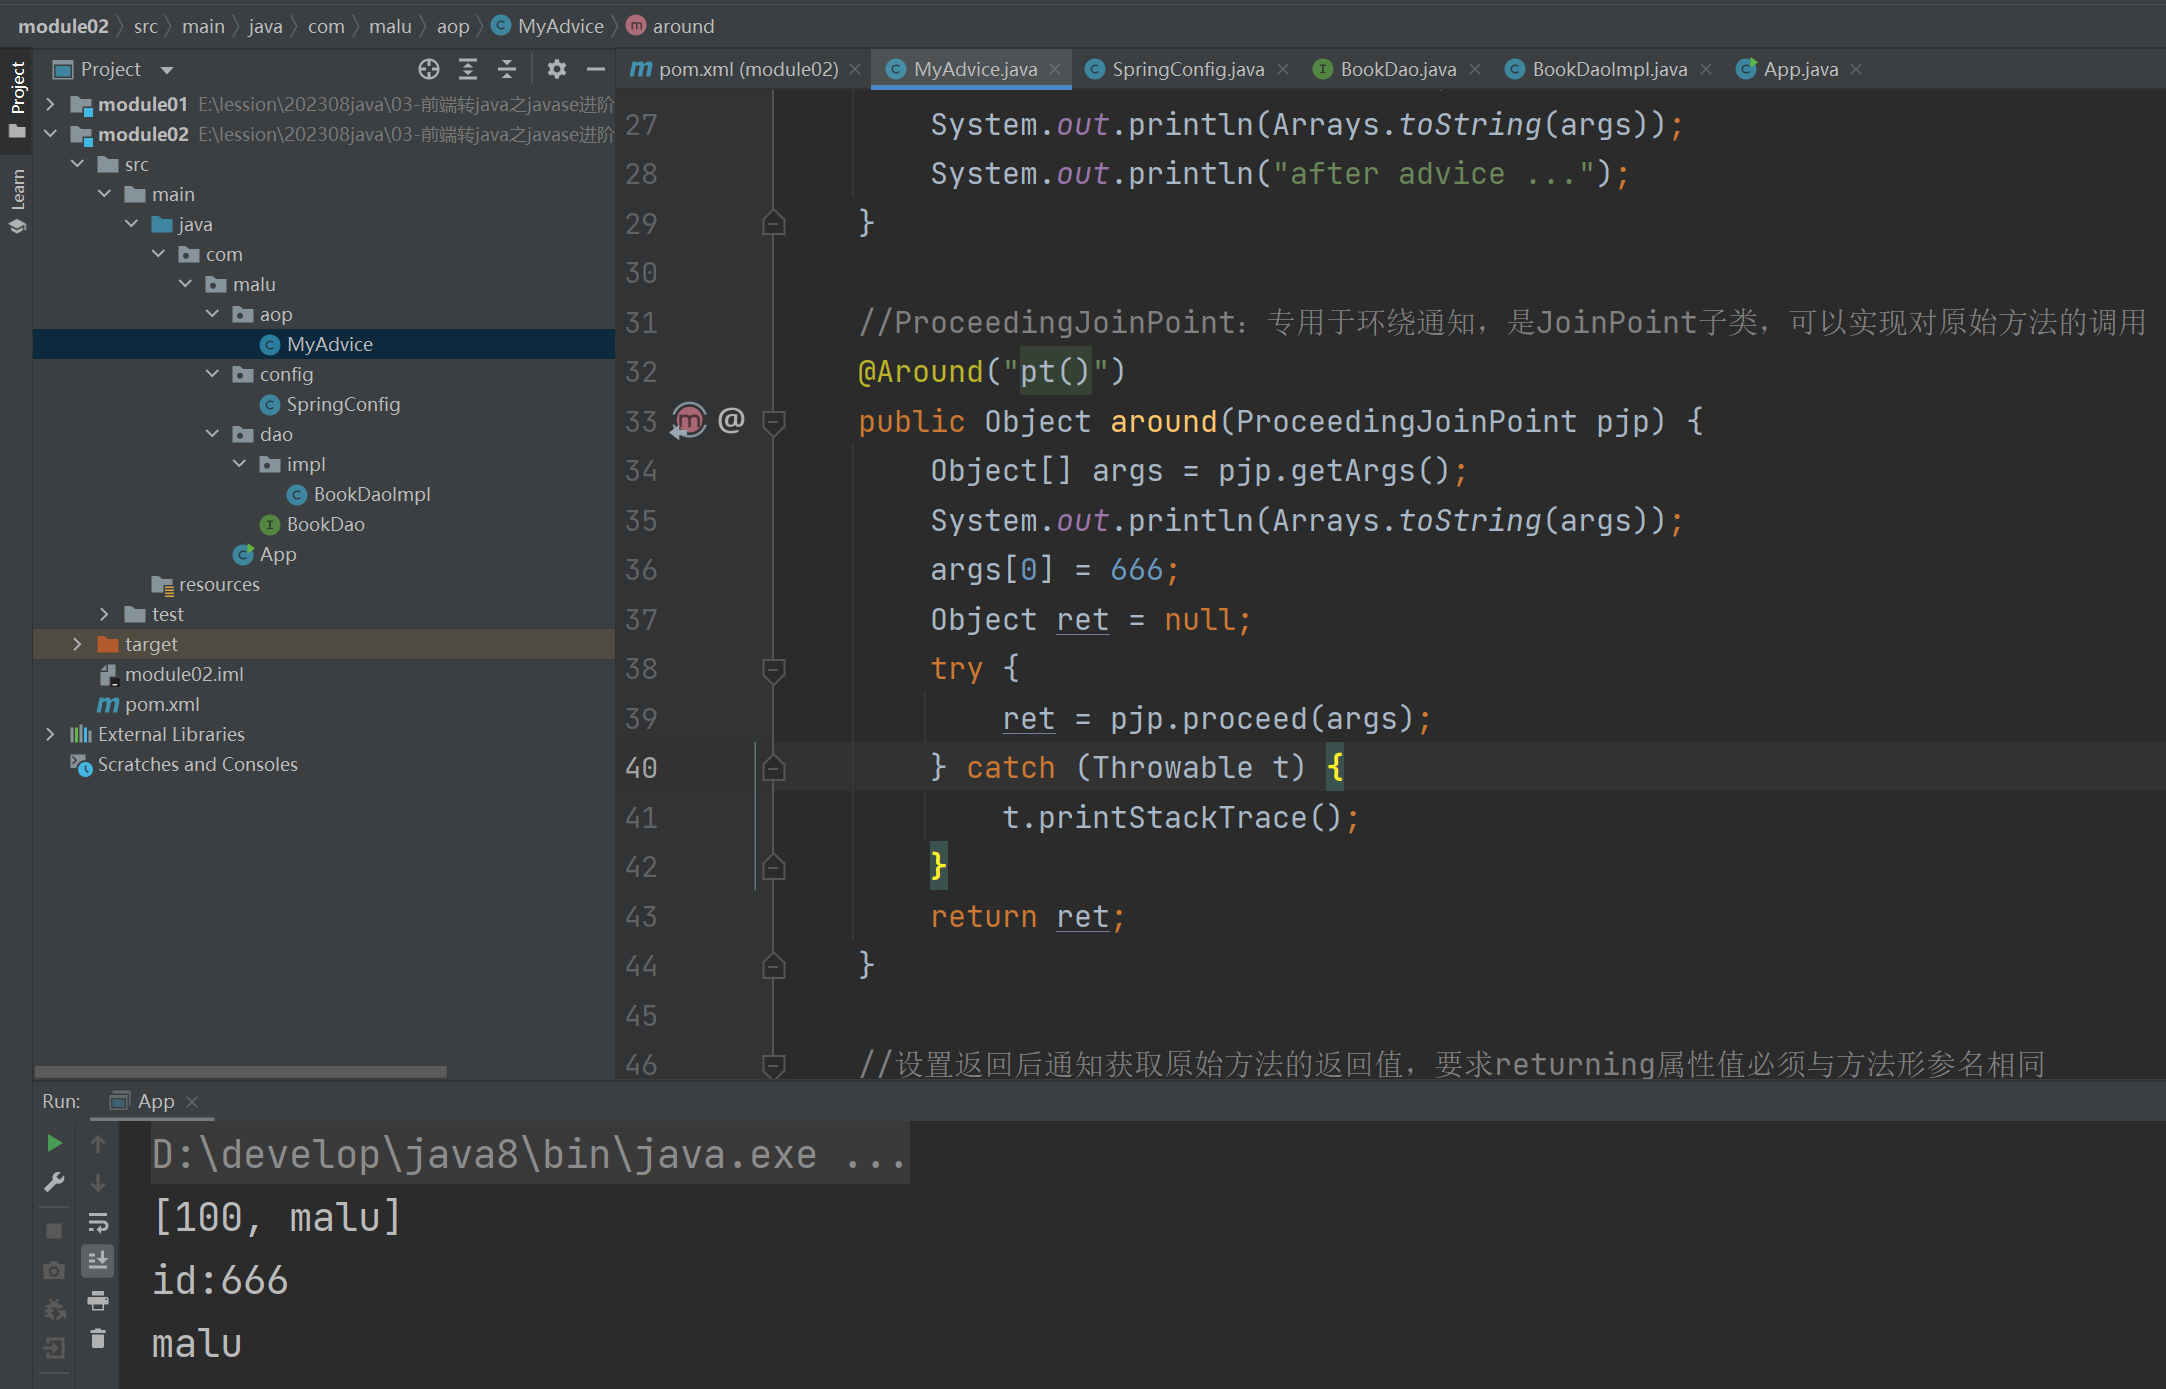 module02 src main java com malu aop MyAdvice around
Project
Learn
Project
module01 E:\lession\202308java\03-前端转java之javase进阶
module02 E:\lession\202308java\03-前端转java之javase进阶
src
main
java
com
malu
aop
MyAdvice
config
SpringConfig
dao
impl
BookDaoImpl
BookDao
App
resources
test
target
module02.iml
pom.xml
External Libraries
Scratches and Consoles
pom.xml (module02) MyAdvice.java SpringConfig.java BookDao.java BookDaoImpl.java App.java
27 System.out.println(Arrays.toString(args));
28 System.out.println("after advice ...");
29 }
30
31 //ProceedingJoinPoint：专用于环绕通知，是JoinPoint子类，可以实现对原始方法的调用
32 @Around("pt()")
33 public Object around(ProceedingJoinPoint pjp) {
34 Object[] args = pjp.getArgs();
35 System.out.println(Arrays.toString(args));
36 args[0] = 666;
37 Object ret = null;
38 try {
39 ret = pjp.proceed(args);
40 } catch (Throwable t) {
41 t.printStackTrace();
42 }
43 return ret;
44 }
45
46 //设置返回后通知获取原始方法的返回值，要求returning属性值必须与方法形参名相同
Run: App
D:\develop\java8\bin\java.exe ...
[100, malu]
id:666
malu